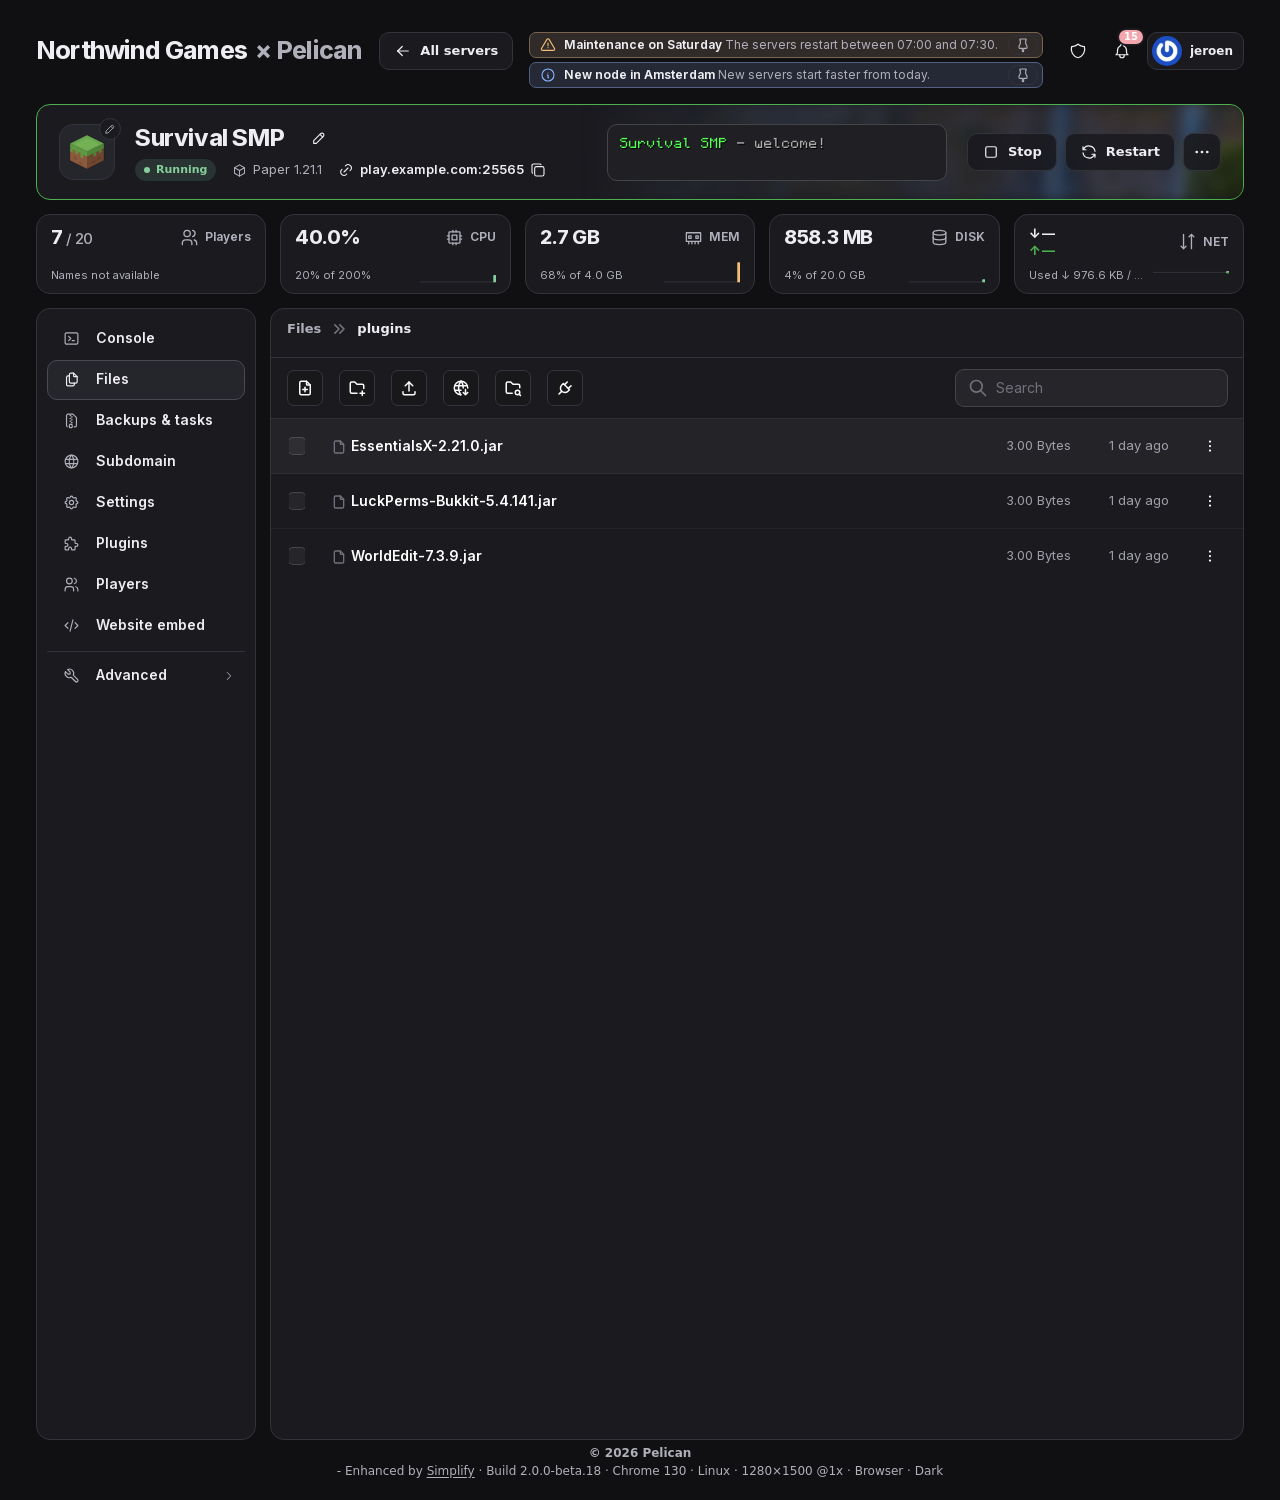 Northwind Games × Pelican
All servers
Maintenance on Saturday The servers restart between 07:00 and 07:30.
New node in Amsterdam New servers start faster from today.
15
jeroen
Survival SMP
Running
Paper 1.21.1
play.example.com:25565
Survival SMP - welcome!
Stop
Restart
7 / 20
Players
Names not available
40.0%
CPU
20% of 200%
2.7 GB
MEM
68% of 4.0 GB
858.3 MB
DISK
4% of 20.0 GB
↓—
↑—
NET
Used ↓ 976.6 KB / ...
Console
Files
Backups & tasks
Subdomain
Settings
Plugins
Players
Website embed
Advanced
Files » plugins
Search
EssentialsX-2.21.0.jar 3.00 Bytes 1 day ago
LuckPerms-Bukkit-5.4.141.jar 3.00 Bytes 1 day ago
WorldEdit-7.3.9.jar 3.00 Bytes 1 day ago
© 2026 Pelican
- Enhanced by Simplify · Build 2.0.0-beta.18 · Chrome 130 · Linux · 1280×1500 @1x · Browser · Dark